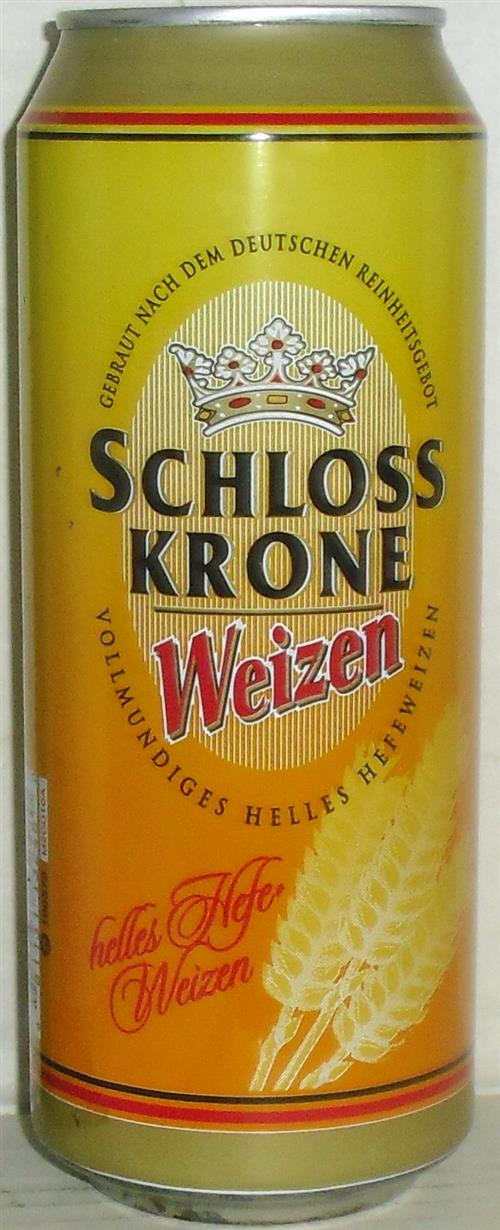 GEBRAUT NACH DEM DEUTSCHEN REINHEITSGEBOT
SCHLOSS
KRONE
Weizen
VOLLMUNDIGES HELLES HEFEWEIZEN
helles Hefe-
Weizen